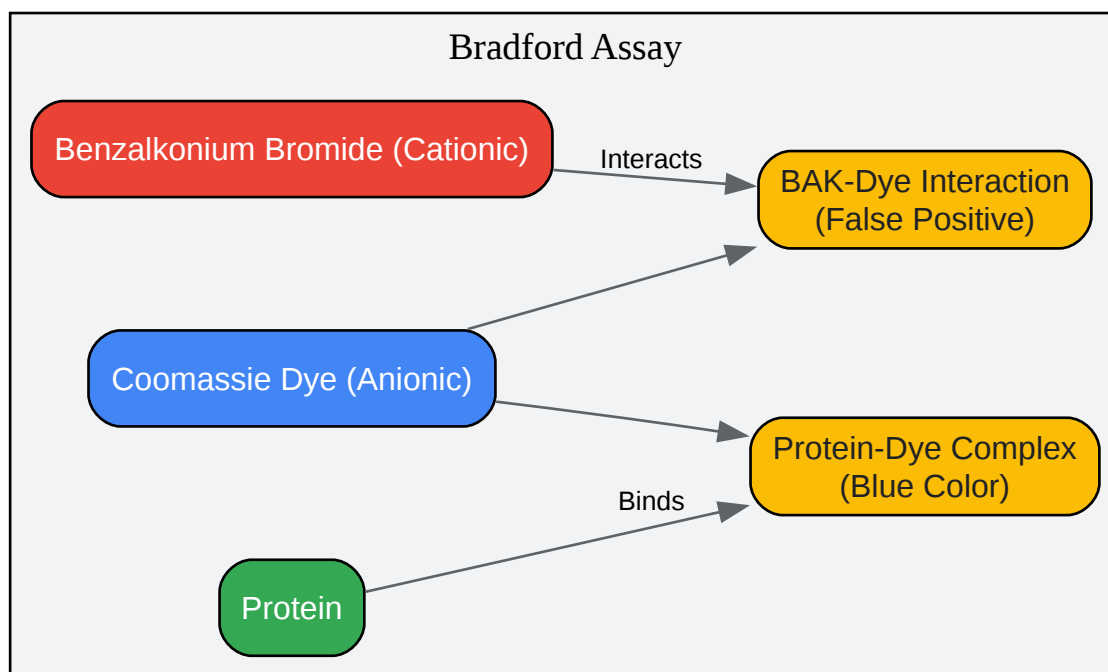 Bradford Assay
Benzalkonium Bromide (Cationic)
Interacts
BAK-Dye Interaction
(False Positive)
Coomassie Dye (Anionic)
Protein-Dye Complex
(Blue Color)
Binds
Protein